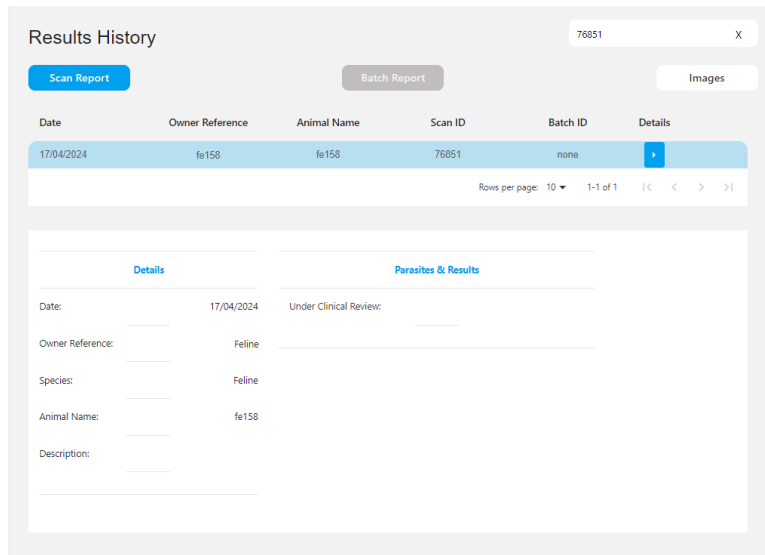 Results History
76851 X
Scan Report Batch Report Images
Date Owner Reference Animal Name Scan ID Batch ID Details
17/04/2024 fe158 fe158 76851 none
Rows per page: 10 1-1 of 1
Details Parasites & Results
Date: 17/04/2024 Under Clinical Review:
Owner Reference: Feline
Species: Feline
Animal Name: fe158
Description: